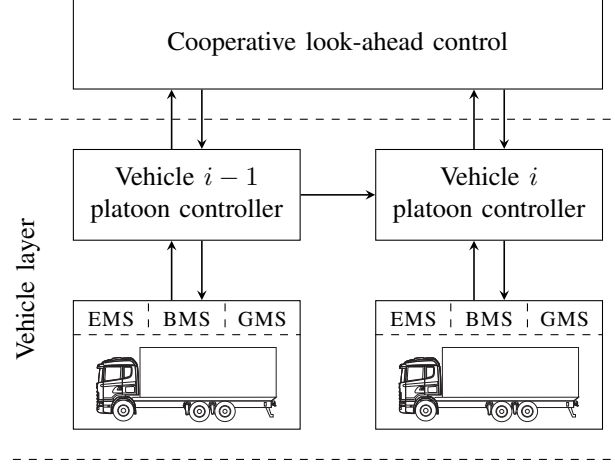 Cooperative look-ahead control
Vehicle i − 1
platoon controller
Vehicle i
platoon controller
Vehicle layer
EMS BMS GMS
EMS BMS GMS